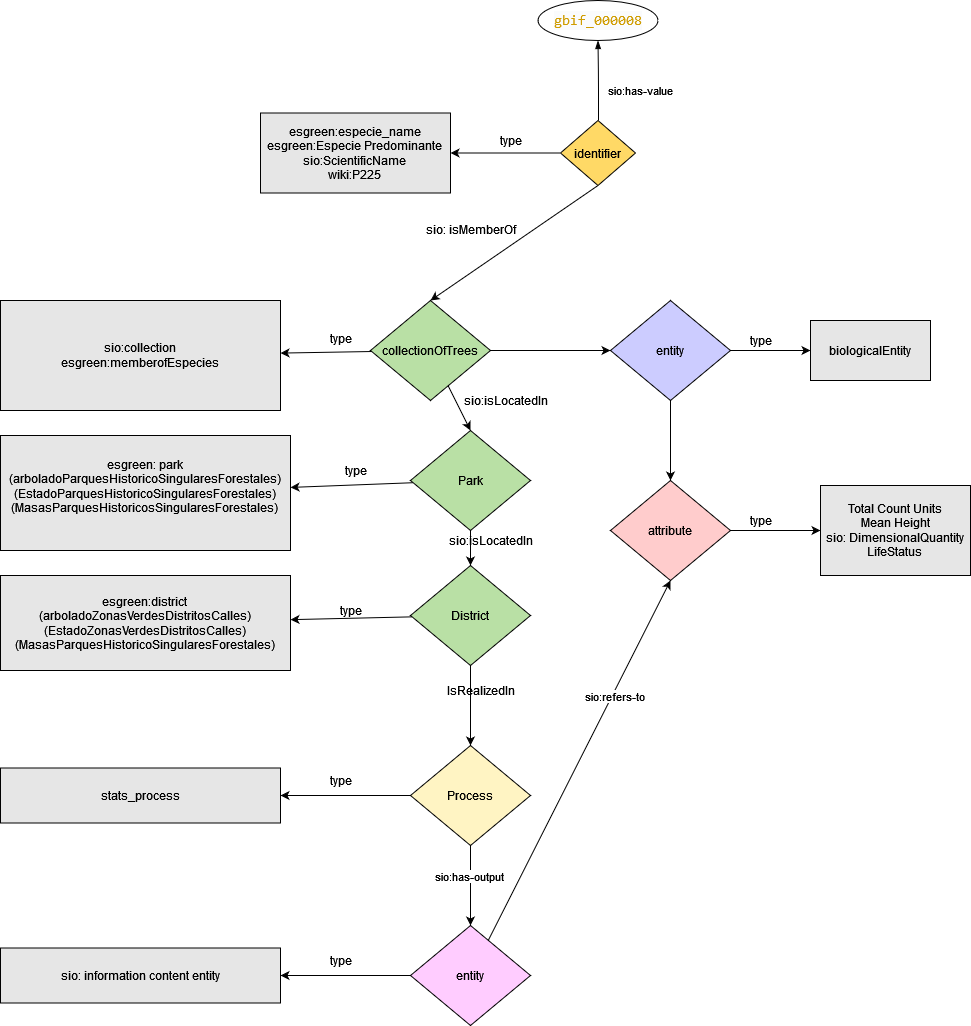 gbif_000008
sio:has-value
esgreen:especie_name
esgreen:Especie Predominante
sio:ScientificName
wiki:P225
type
identifier
sio: isMemberOf
sio:collection
esgreen:memberofEspecies
type
collectionOfTrees
entity
type
biologicalEntity
sio:isLocatedIn
esgreen: park
(arboladoParquesHistoricoSingularesForestales)
(EstadoParquesHistoricoSingularesForestales)
(MasasParquesHistoricosSingularesForestales)
type
Park
attribute
type
Total Count Units
Mean Height
sio: DimensionalQuantity
LifeStatus
sio:isLocatedIn
esgreen:district
(arboladoZonasVerdesDistritosCalles)
(EstadoZonasVerdesDistritosCalles)
(MasasParquesHistoricoSingularesForestales)
type
District
IsRealizedIn
sio:refers-to
stats_process
type
Process
sio:has-output
sio: information content entity
type
entity